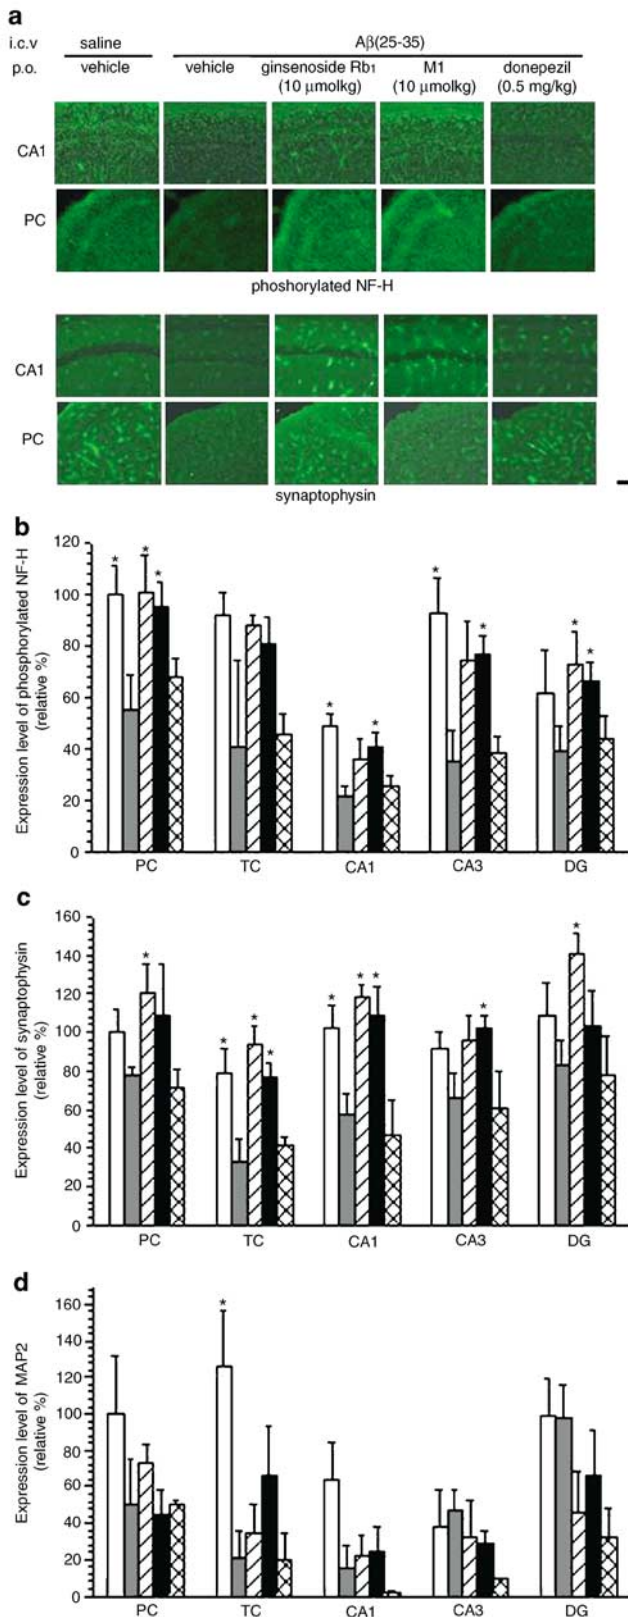 a
i.c.v saline Aβ(25-35)
p.o. vehicle vehicle ginsenoside Rb1 M1 donepezil
(10 μmolkg) (10 μmolkg) (0.5 mg/kg)
CA1
PC
phoshorylated NF-H
CA1
PC
synaptophysin
b
Expression level of phosphorylated NF-H
(relative %)
120
100
80
60
40
20
0
* * * * * * * * *
PC TC CA1 CA3 DG
c
Expression level of synaptophysin
(relative %)
160
140
120
100
80
60
40
20
0
* * * * * * * * *
PC TC CA1 CA3 DG
d
Expression level of MAP2
(relative %)
160
140
120
100
80
60
40
20
0
*
PC TC CA1 CA3 DG